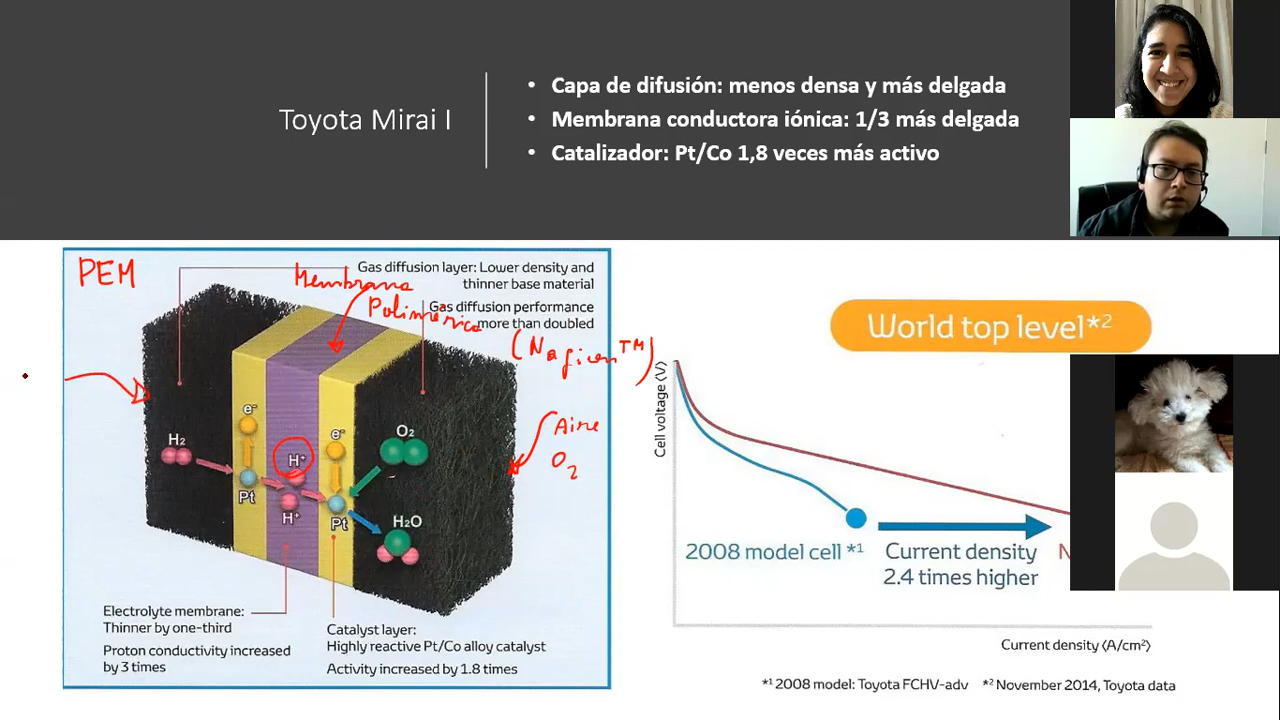 Toyota Mirai I
• Capa de difusión: menos densa y más delgada
• Membrana conductora iónica: 1/3 más delgada
• Catalizador: Pt/Co 1,8 veces más activo
PEM
Gas diffusion layer: Lower density and
thinner base material
Membrana
Polimérica
Gas diffusion performance
more than doubled
(Nafion™)
Aire
O2
e-
e-
O2
H2
H+
Pt
H+
Pt
H2O
Electrolyte membrane:
Thinner by one-third
Proton conductivity increased
by 3 times
Catalyst layer:
Highly reactive Pt/Co alloy catalyst
Activity increased by 1.8 times
World top level*2
Cell voltage (V)
2008 model cell *1
Current density
2.4 times higher
N
Current density (A/cm²)
*1 2008 model: Toyota FCHV-adv *2 November 2014, Toyota data